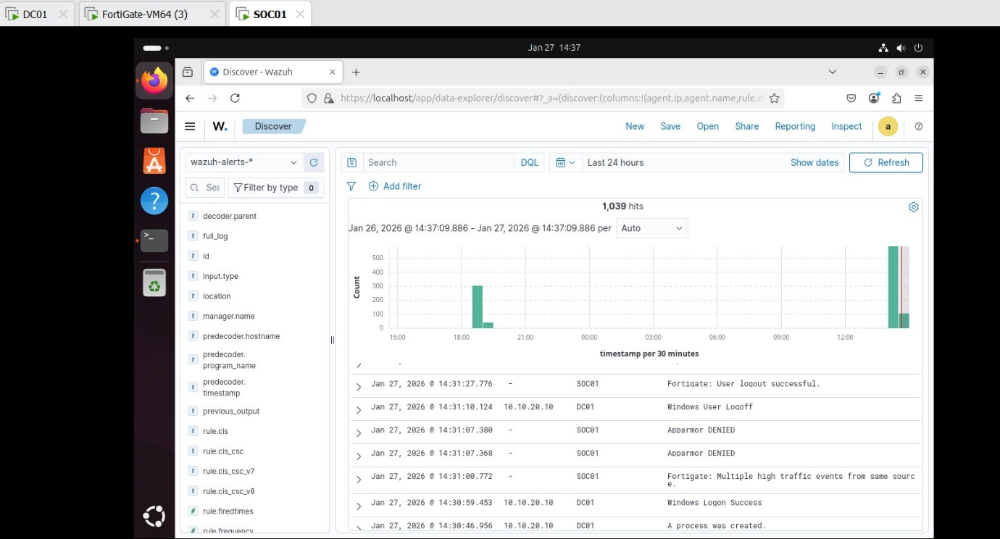 DC01
FortiGate-VM64 (3)
SOC01
Jan 27 14:37
Discover - Wazuh
https://localhost/app/data-explorer/discover#?_a=(discover:(columns:!(agent.ip,agent.name,rule.d
W.
Discover
New
Save
Open
Share
Reporting
Inspect
a
wazuh-alerts-*
Search
DQL
Last 24 hours
Show dates
Refresh
Sea
Filter by type 0
Add filter
t decoder.parent
t full_log
t id
t input.type
t location
t manager.name
t predecoder.hostname
t predecoder.
program_name
t predecoder.
timestamp
t previous_output
t rule.cis
t rule.cis_csc
t rule.cis_csc_v7
t rule.cis_csc_v8
# rule.firedtimes
# rule.frequency
1,039 hits
Jan 26, 2026 @ 14:37:09.886 - Jan 27, 2026 @ 14:37:09.886 per Auto
Count
500
400
300
200
100
0
15:00 18:00 21:00 00:00 03:00 06:00 09:00 12:00
timestamp per 30 minutes
Jan 27, 2026 @ 14:31:27.776 - SOC01 Fortigate: User logout successful.
Jan 27, 2026 @ 14:31:10.124 10.10.20.10 DC01 Windows User Logoff
Jan 27, 2026 @ 14:31:07.380 - SOC01 Apparmor DENIED
Jan 27, 2026 @ 14:31:07.368 - SOC01 Apparmor DENIED
Jan 27, 2026 @ 14:31:00.772 - SOC01 Fortigate: Multiple high traffic events from same sourc
e.
Jan 27, 2026 @ 14:30:59.453 10.10.20.10 DC01 Windows Logon Success
Jan 27, 2026 @ 14:30:46.956 10.10.20.10 DC01 A process was created.